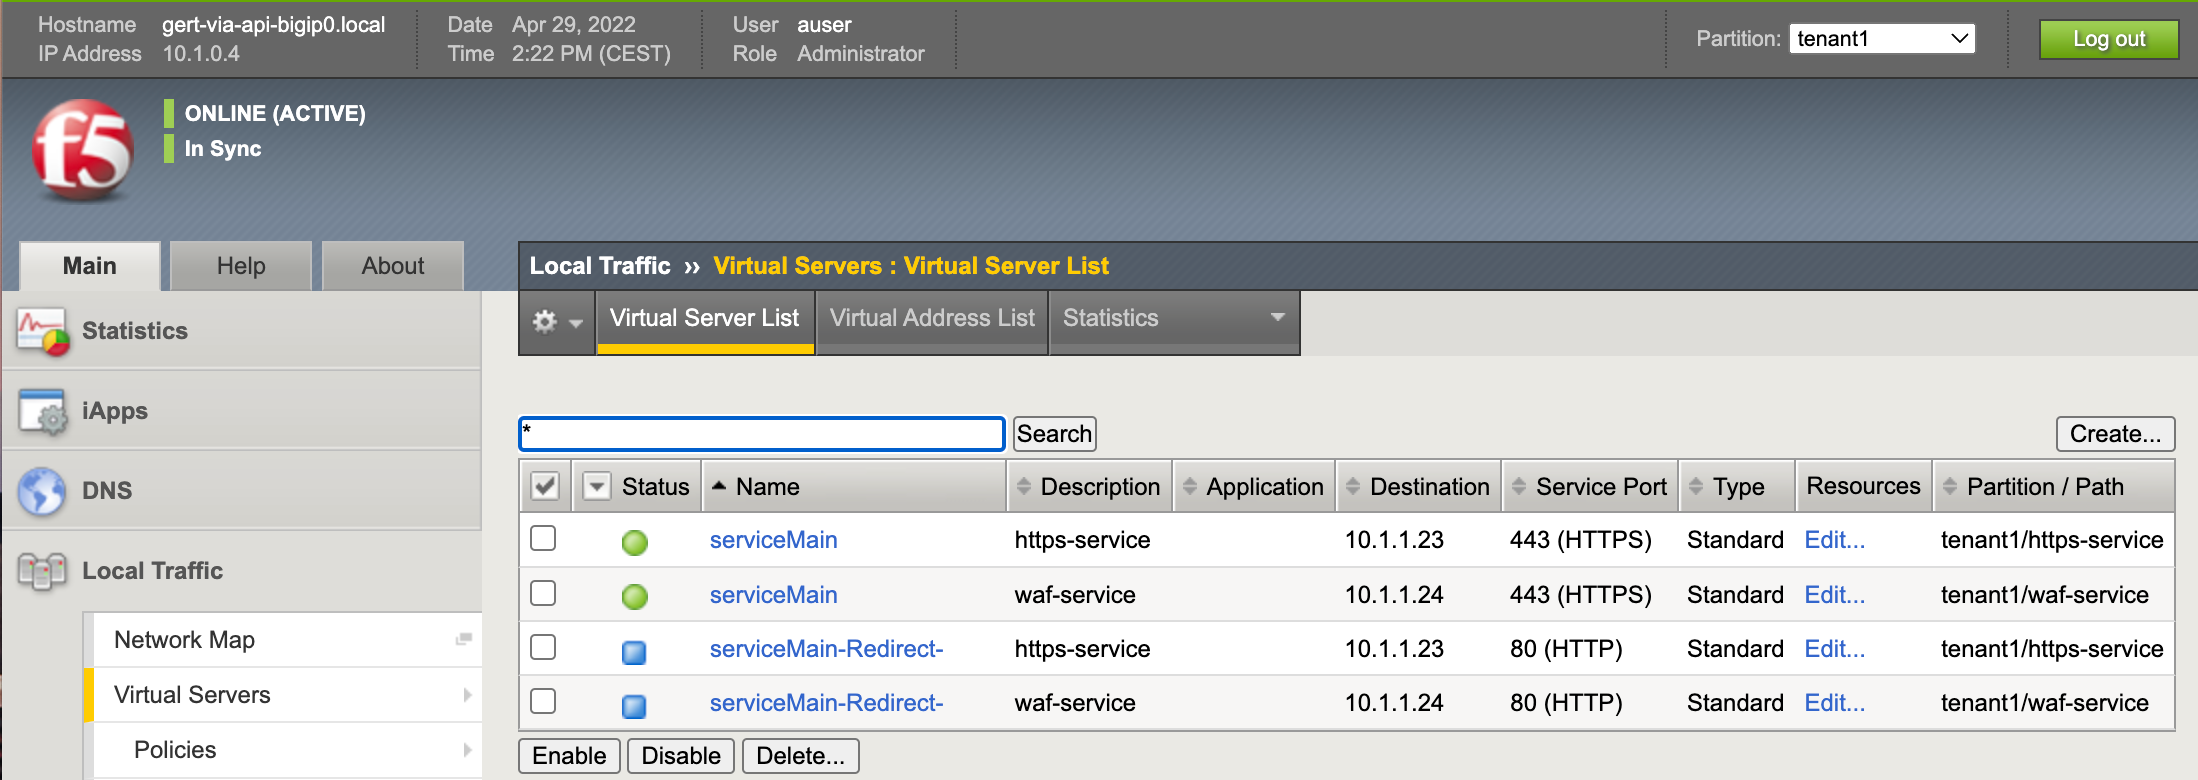 Hostname gert-via-api-bigip0.local Date Apr 29, 2022 User auser Partition: tenant1 Log out
IP Address 10.1.0.4 Time 2:22 PM (CEST) Role Administrator
f5
ONLINE (ACTIVE)
In Sync
Main Help About
Local Traffic ›› Virtual Servers : Virtual Server List
Virtual Server List Virtual Address List Statistics
Statistics
iApps
DNS
Local Traffic
Network Map
Virtual Servers
Policies
* Search Create...
Status Name Description Application Destination Service Port Type Resources Partition / Path
serviceMain https-service 10.1.1.23 443 (HTTPS) Standard Edit... tenant1/https-service
serviceMain waf-service 10.1.1.24 443 (HTTPS) Standard Edit... tenant1/waf-service
serviceMain-Redirect- https-service 10.1.1.23 80 (HTTP) Standard Edit... tenant1/https-service
serviceMain-Redirect- waf-service 10.1.1.24 80 (HTTP) Standard Edit... tenant1/waf-service
Enable Disable Delete...